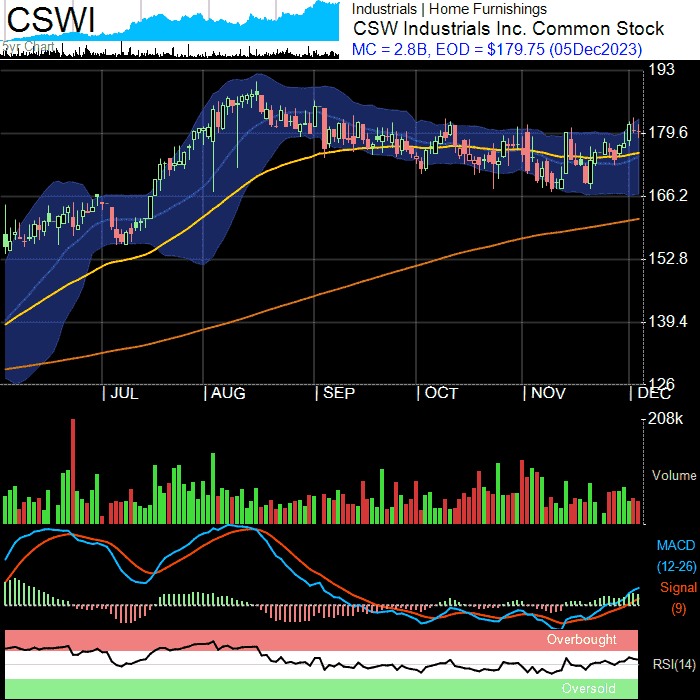 CSWI
5yr Chart
Industrials | Home Furnishings
CSW Industrials Inc. Common Stock
MC = 2.8B, EOD = $179.75 (05Dec2023)
193
179.6
166.2
152.8
139.4
126
JUL AUG SEP OCT NOV DEC
208k
Volume
MACD
(12-26)
Signal
(9)
Overbought
RSI(14)
Oversold